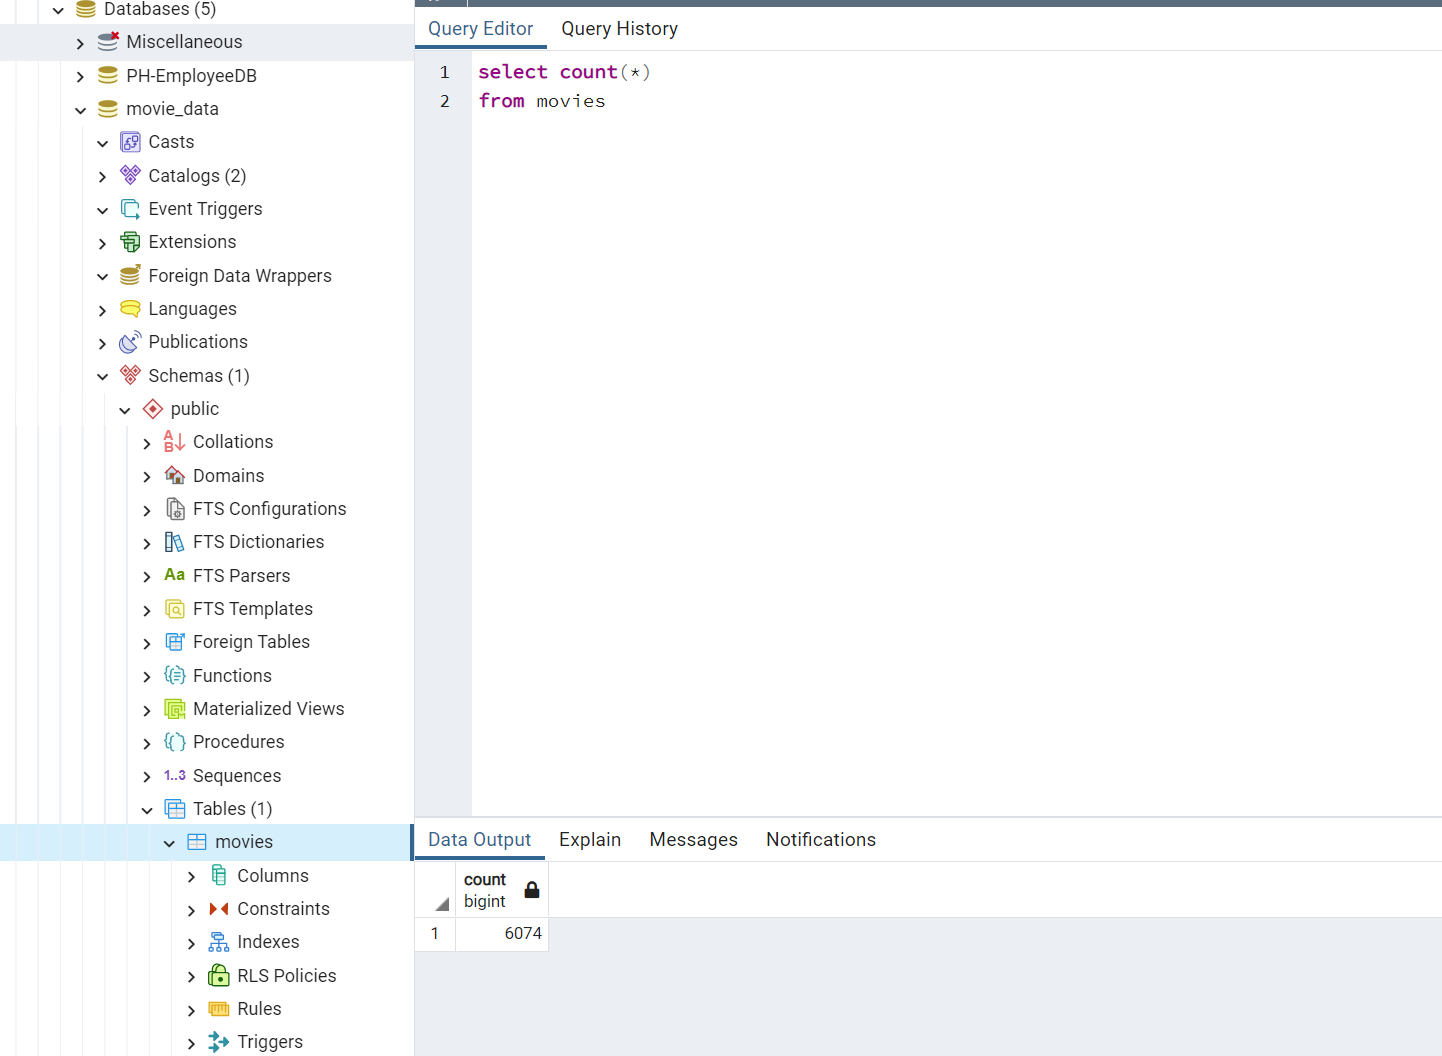 Databases (5)
Miscellaneous
PH-EmployeeDB
movie_data
Casts
Catalogs (2)
Event Triggers
Extensions
Foreign Data Wrappers
Languages
Publications
Schemas (1)
public
Collations
Domains
FTS Configurations
FTS Dictionaries
Aa FTS Parsers
FTS Templates
Foreign Tables
Functions
Materialized Views
Procedures
1..3 Sequences
Tables (1)
movies
Columns
Constraints
Indexes
RLS Policies
Rules
Triggers
Query Editor Query History
1 select count(*)
2 from movies
Data Output Explain Messages Notifications
count
bigint
1 6074